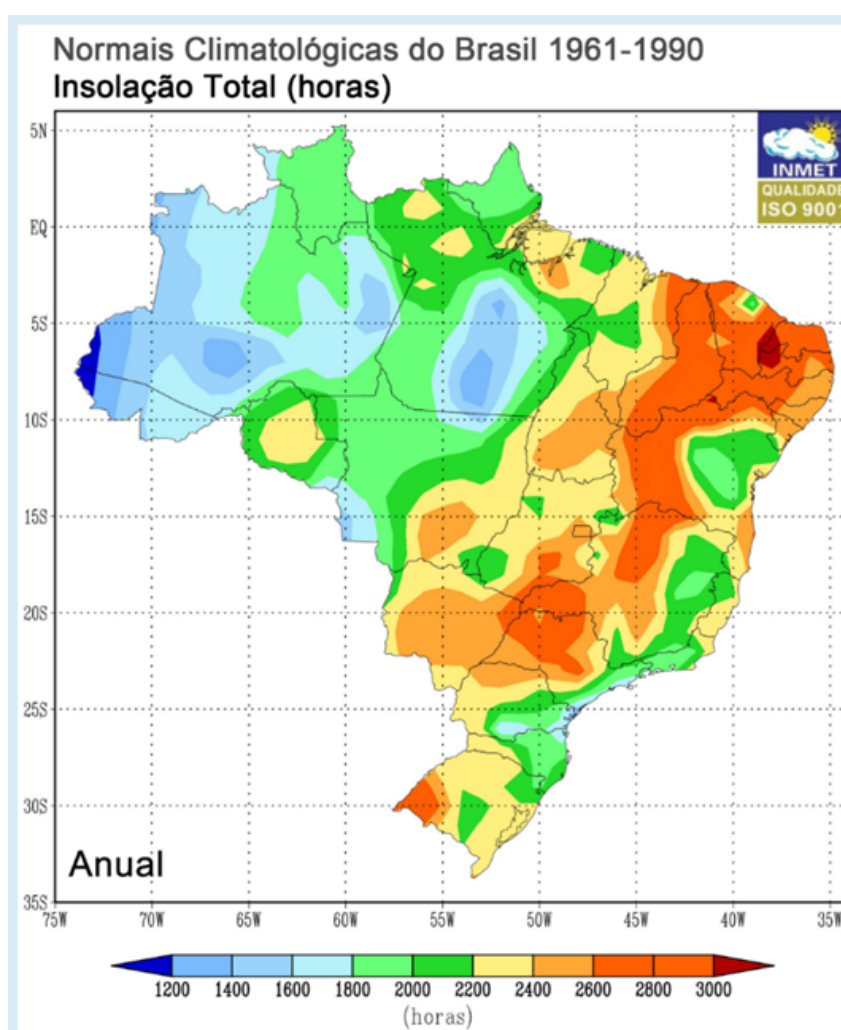 Normais Climatológicas do Brasil 1961-1990
Insolação Total (horas)
INMET
QUALIDADE
ISO 9001
5N
EQ
5S
10S
15S
20S
25S
30S
35S
Anual
75W 70W 65W 60W 55W 50W 45W 40W 35W
1200 1400 1600 1800 2000 2200 2400 2600 2800 3000
(horas)